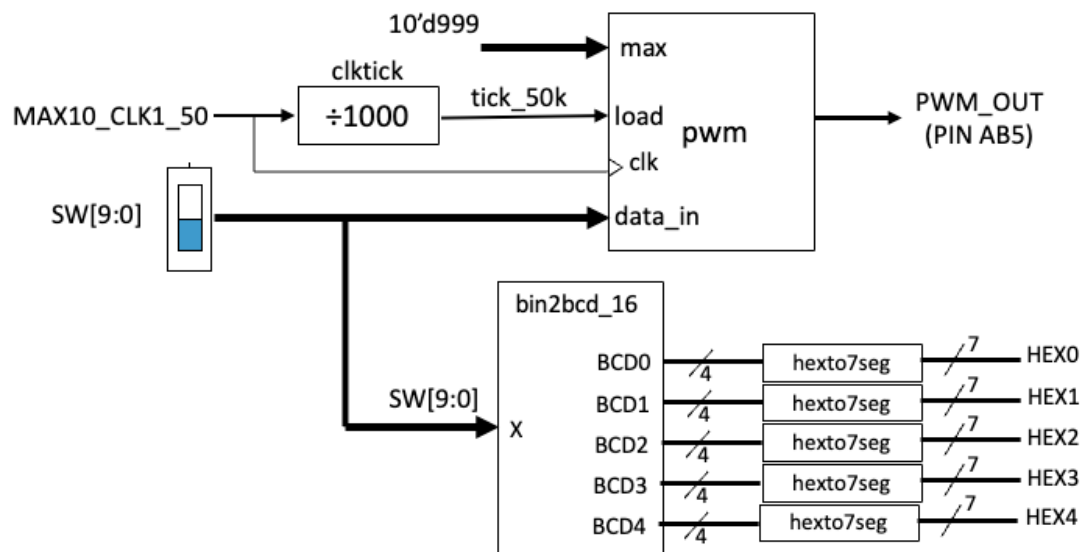 10'd999
max
clktick
MAX10_CLK1_50
÷1000
tick_50k
load
pwm
PWM_OUT
(PIN AB5)
clk
SW[9:0]
data_in
bin2bcd_16
BCD0
4
hexto7seg
7
HEX0
SW[9:0]
X
BCD1
4
hexto7seg
7
HEX1
BCD2
4
hexto7seg
7
HEX2
BCD3
4
hexto7seg
7
HEX3
BCD4
4
hexto7seg
7
HEX4